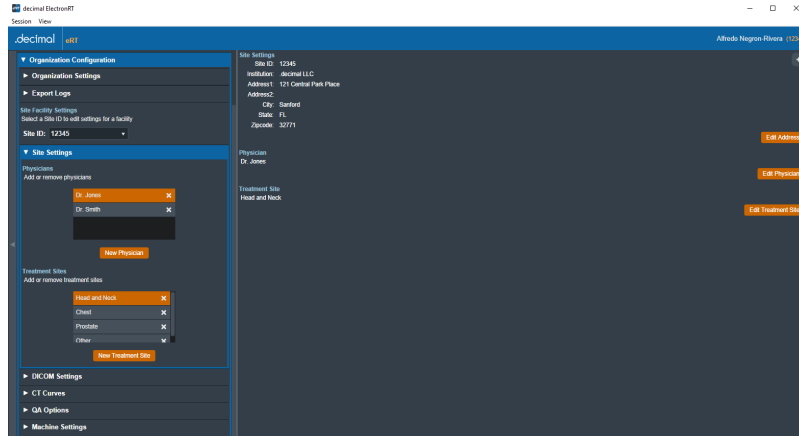 decimal ElectronRT
Session View
.decimal eRT
Alfredo Negron-Rivera (1234
▼ Organization Configuration
► Organization Settings
► Export Logs
Site Facility Settings
Select a Site ID to edit settings for a facility
Site ID: 12345
▼ Site Settings
Physicians
Add or remove physicians
Dr. Jones
Dr. Smith
New Physician
Treatment Sites
Add or remove treatment sites
Head and Neck
Chest
Prostate
Other
New Treatment Site
► DICOM Settings
► CT Curves
► QA Options
► Machine Settings
Site Settings
Site ID: 12345
Institution: .decimal LLC
Address1: 121 Central Park Place
Address2:
City: Sanford
State: FL
Zipcode: 32771
Edit Address
Physician
Dr. Jones
Edit Physician
Treatment Site
Head and Neck
Edit Treatment Site